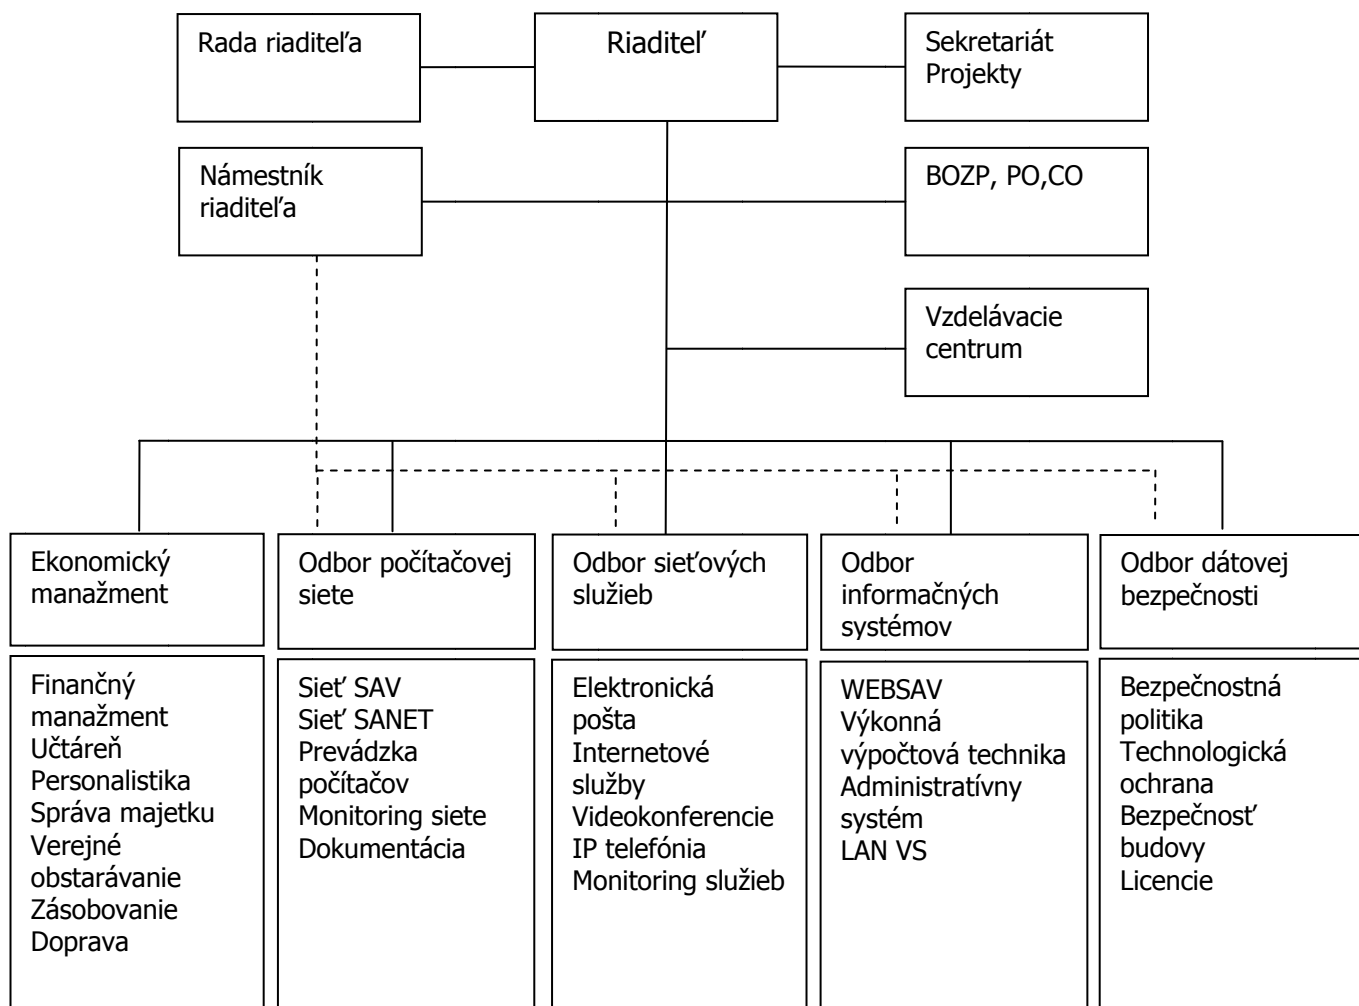 Rada riaditeľa
Riaditeľ
Sekretariát
Projekty
Námestník
riaditeľa
BOZP, PO,CO
Vzdelávacie
centrum
Ekonomický
manažment
Odbor počítačovej
siete
Odbor sieťových
služieb
Odbor
informačných
systémov
Odbor dátovej
bezpečnosti
Finančný
manažment
Učtáreň
Personalistika
Správa majetku
Verejné
obstarávanie
Zásobovanie
Doprava
Sieť SAV
Sieť SANET
Prevádzka
počítačov
Monitoring siete
Dokumentácia
Elektronická
pošta
Internetové
služby
Videokonferencie
IP telefónia
Monitoring služieb
WEBSAV
Výkonná
výpočtová technika
Administratívny
systém
LAN VS
Bezpečnostná
politika
Technologická
ochrana
Bezpečnosť
budovy
Licencie